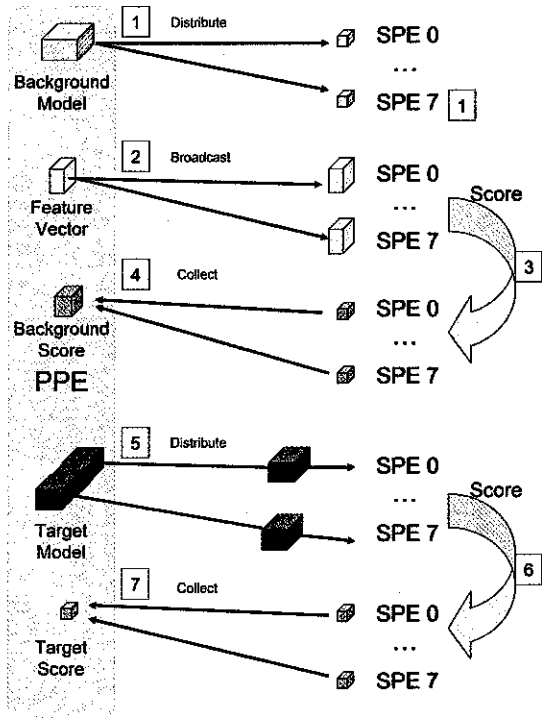 1 Distribute
SPE 0
...
Background
Model
SPE 7 1
2 Broadcast
SPE 0
Score
Feature
Vector
...
SPE 7
3
4 Collect
SPE 0
Background
Score
...
PPE
SPE 7
5 Distribute
SPE 0
Score
...
Target
Model
SPE 7
6
7 Collect
SPE 0
...
Target
Score
SPE 7